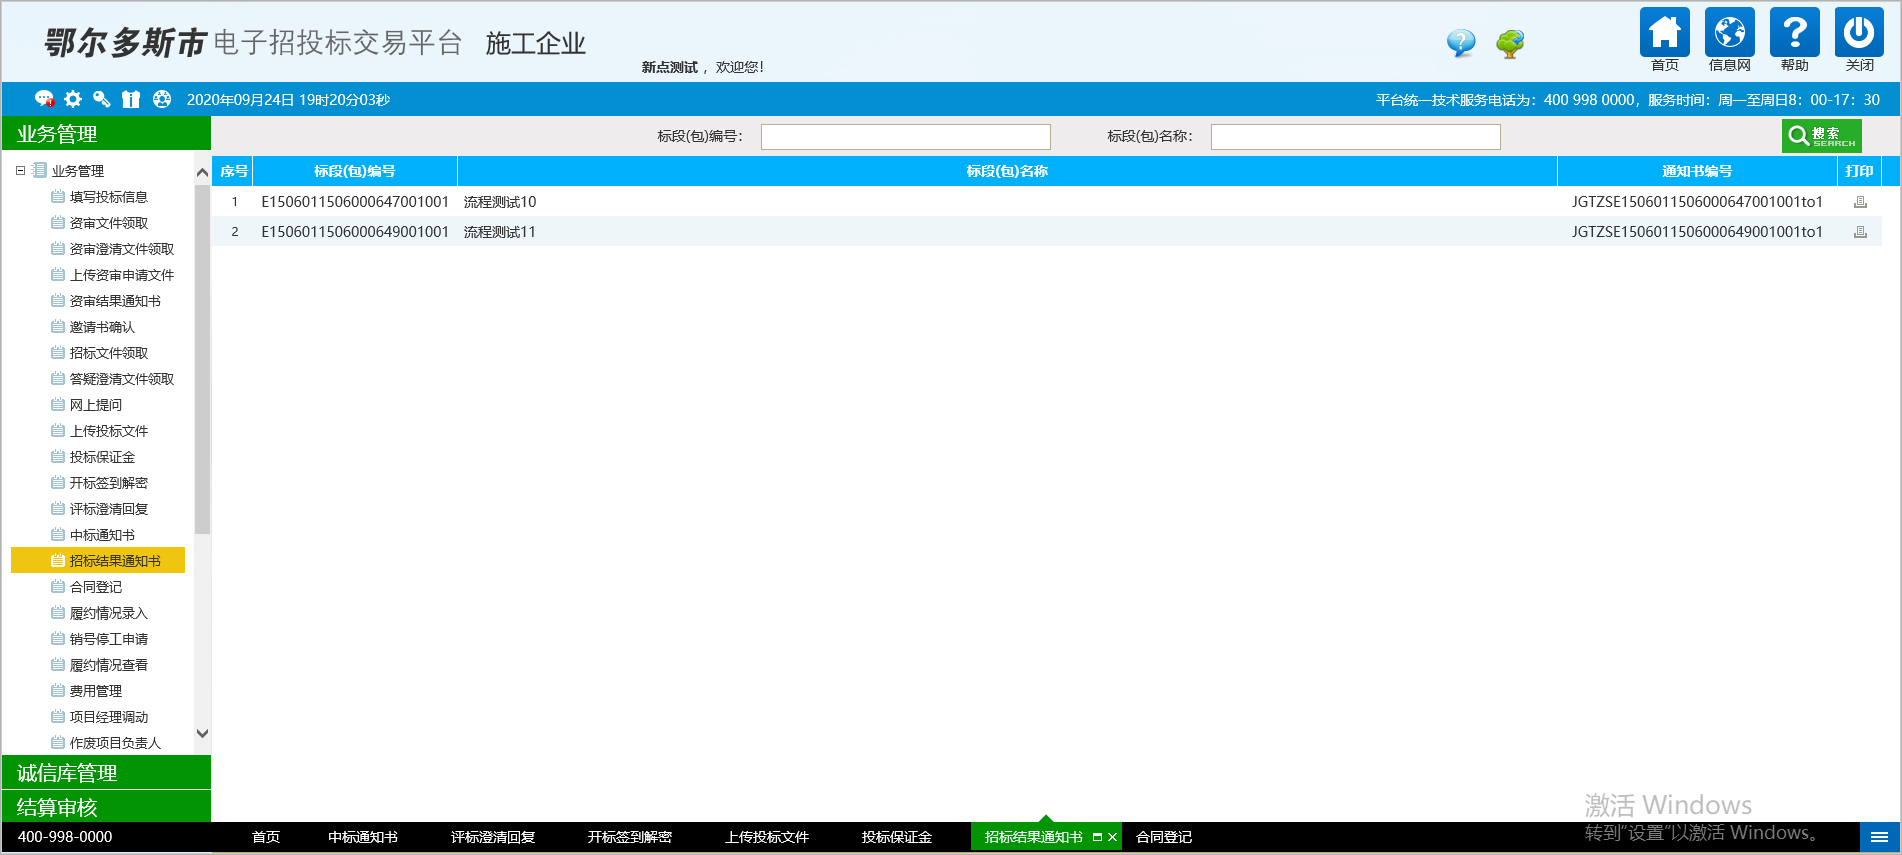 鄂尔多斯市 电子招投标交易平台 施工企业
新点测试 ，欢迎您！
首页 信息网 帮助 关闭
2020年09月24日 19时20分03秒
平台统一技术服务电话为：400 998 0000，服务时间：周一至周日8：00-17：30
业务管理
标段(包)编号： 标段(包)名称： 搜索 SEARCH
序号 标段(包)编号 标段(包)名称 通知书编号 打印
1 E1506011506000647001001 流程测试10 JGTZSE1506011506000647001001to1
2 E1506011506000649001001 流程测试11 JGTZSE1506011506000649001001to1
业务管理
填写投标信息
资审文件领取
资审澄清文件领取
上传资审申请文件
资审结果通知书
邀请书确认
招标文件领取
答疑澄清文件领取
网上提问
上传投标文件
投标保证金
开标签到解密
评标澄清回复
中标通知书
招标结果通知书
合同登记
履约情况录入
销号停工申请
履约情况查看
费用管理
项目经理调动
作废项目负责人
诚信库管理
结算审核
激活 Windows
转到"设置"以激活 Windows。
400-998-0000 首页 中标通知书 评标澄清回复 开标签到解密 上传投标文件 投标保证金 招标结果通知书 合同登记